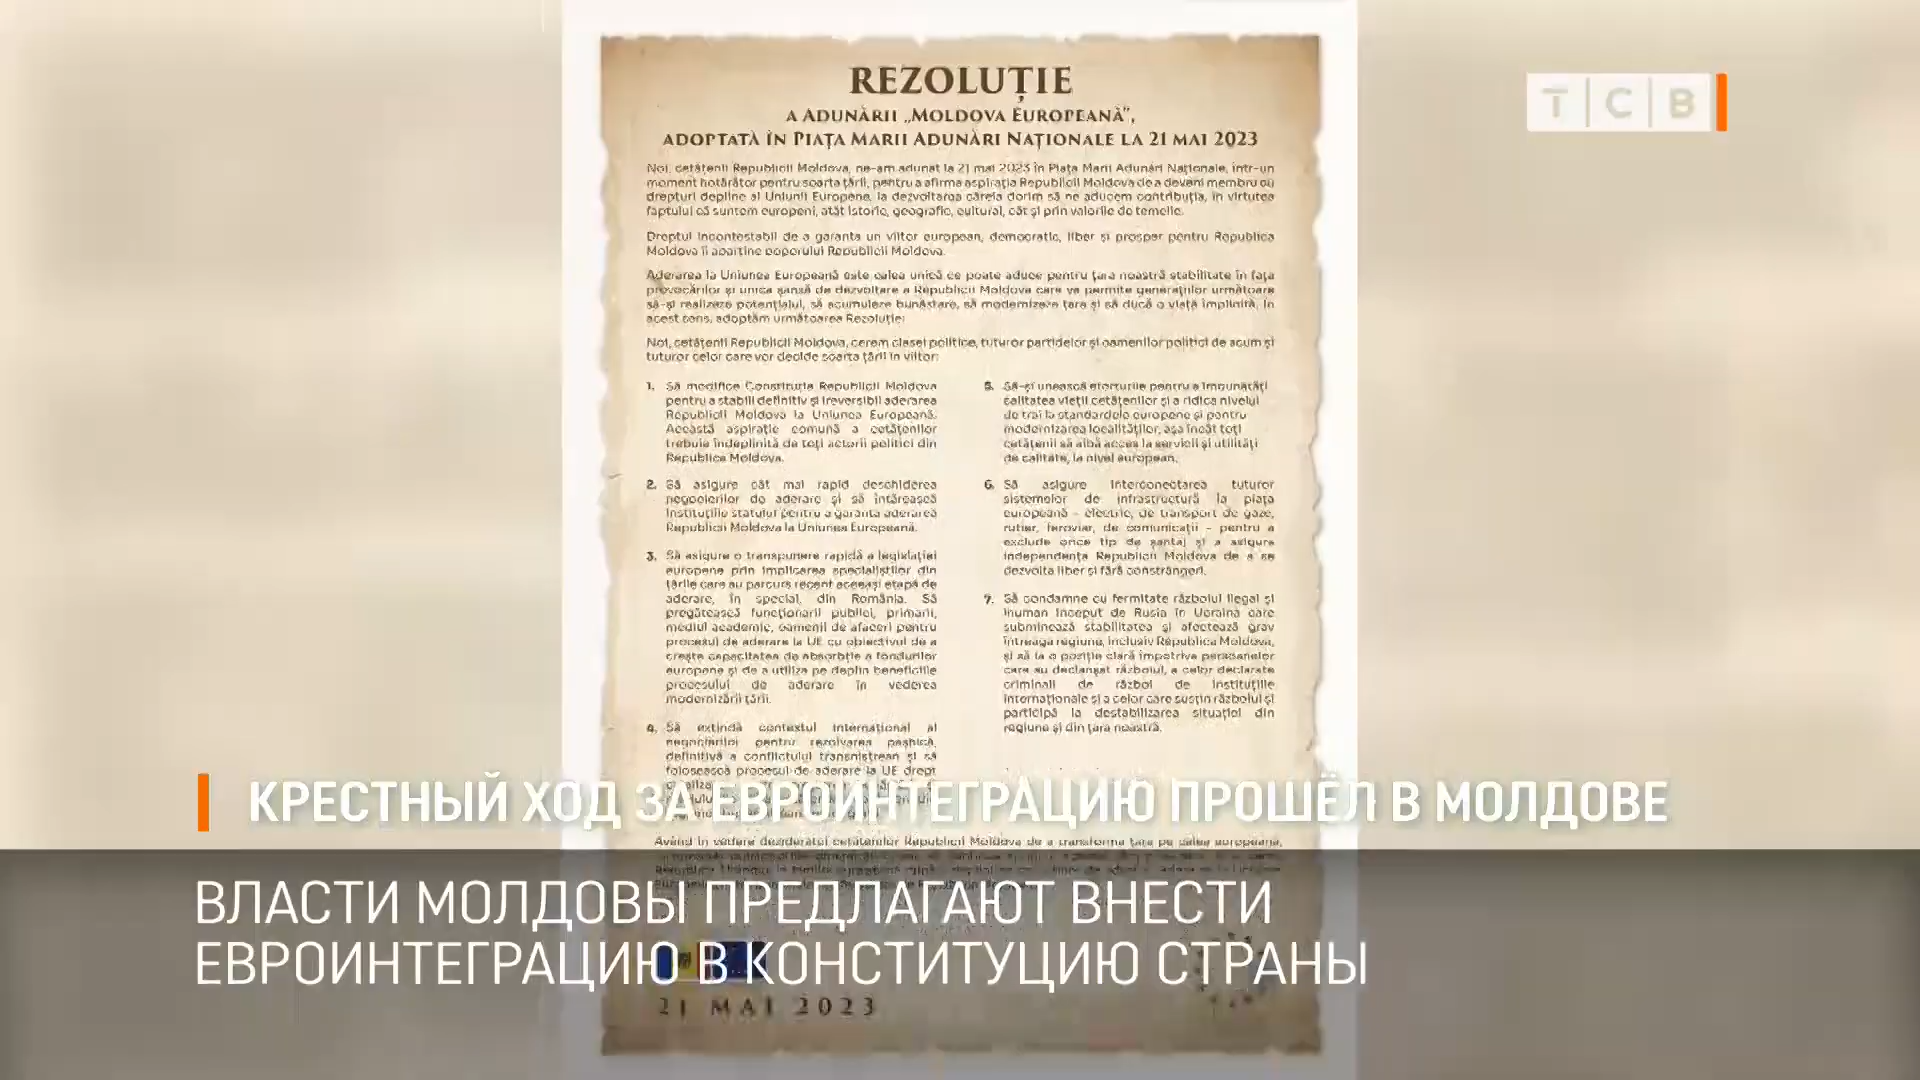 REZOLUȚIE
A ADUNĂRII „MOLDOVA EUROPEANĂ”,
ADOPTATĂ ÎN PIAȚA MARII ADUNĂRI NAȚIONALE LA 21 MAI 2023
Т|С|В
Noi, cetățenii Republicii Moldova, ne-am adunat la 21 mai 2023 în Piața Marii Adunări Naționale, într-un
moment hotărâtor pentru soarta țării, pentru a afirma aspirația Republicii Moldova de a deveni membru cu
drepturi depline al Uniunii Europene, la dezvoltarea căreia dorim să ne aducem contribuția, în virtutea
faptului că suntem europeni, atât istoric, geografic, cultural, cât și prin valorile de temelie.
Dreptul incontestabil de a garanta un viitor european, democratic, liber și prosper pentru Republica
Moldova îi aparține poporului Republicii Moldova.
Aderarea la Uniunea Europeană este calea unică ce poate aduce pentru țara noastră stabilitate în fața
provocărilor și unica șansă de dezvoltare a Republicii Moldova care va permite generațiilor următoare
să-și realizeze potențialul, să acumuleze bunăstare, să modernizeze țara și să ducă o viață împlinită. În
acest sens, adoptăm următoarea Rezoluție:
Noi, cetățenii Republicii Moldova, cerem clasei politice, tuturor partidelor și oamenilor politici de acum și
tuturor celor care vor decide soarta țării în viitor:
1. Să modifice Constituția Republicii Moldova
pentru a stabili definitiv și ireversibil aderarea
Republicii Moldova la Uniunea Europeană.
Această aspirație comună a cetățenilor
trebuie îndeplinită de toți actorii politici din
Republica Moldova.
2. Să asigure cât mai rapid deschiderea
negocierilor de aderare și să întărească
instituțiile statului pentru a garanta aderarea
Republicii Moldova la Uniunea Europeană.
3. Să asigure o transpunere rapidă a legislației
europene prin implicarea specialiștilor din
țările care au parcurs recent aceeași etapă de
aderare, în special, din România. Să
pregătească funcționarii publici, primarii,
mediul academic, oamenii de afaceri pentru
procesul de aderare la UE cu obiectivul de a
crește capacitatea de absorbție a fondurilor
europene și de a utiliza pe deplin beneficiile
procesului de aderare în vederea
modernizării țării.
4. Să extindă contextul internațional al
negocierilor pentru rezolvarea pașnică,
definitivă a conflictului transnistrean și să
folosească procesul de aderare la UE drept
5. Să-și unească eforturile pentru a îmbunătăți
calitatea vieții cetățenilor și a ridica nivelul
de trai la standardele europene și pentru
modernizarea localităților, așa încât toți
cetățenii să aibă acces la servicii și utilități
de calitate, la nivel european.
6. Să asigure interconectarea tuturor
sistemelor de infrastructură la piața
europeană - electric, de transport de gaze,
rutier, feroviar, de comunicații - pentru a
exclude orice tip de șantaj și a asigura
independența Republicii Moldova de a se
dezvolta liber și fără constrângeri.
7. Să condamne cu fermitate războiul ilegal și
inuman început de Rusia în Ucraina care
subminează stabilitatea și afectează grav
întreaga regiune, inclusiv Republica Moldova,
și să ia o poziție clară împotriva persoanelor
care au declanșat războiul, a celor declarate
criminali de război de instituțiile
internaționale și a celor care susțin războiul și
participă la destabilizarea situației din
regiune și din țara noastră.
КРЕСТНЫЙ ХОД ЗА ЕВРОИНТЕГРАЦИЮ ПРОШЁЛ В МОЛДОВЕ
Având în vedere dezideratul cetățenilor Republicii Moldova de a transforma țara pe calea europeană,
ВЛАСТИ МОЛДОВЫ ПРЕДЛАГАЮТ ВНЕСТИ
ЕВРОИНТЕГРАЦИЮ В КОНСТИТУЦИЮ СТРАНЫ
21 MAI 2023